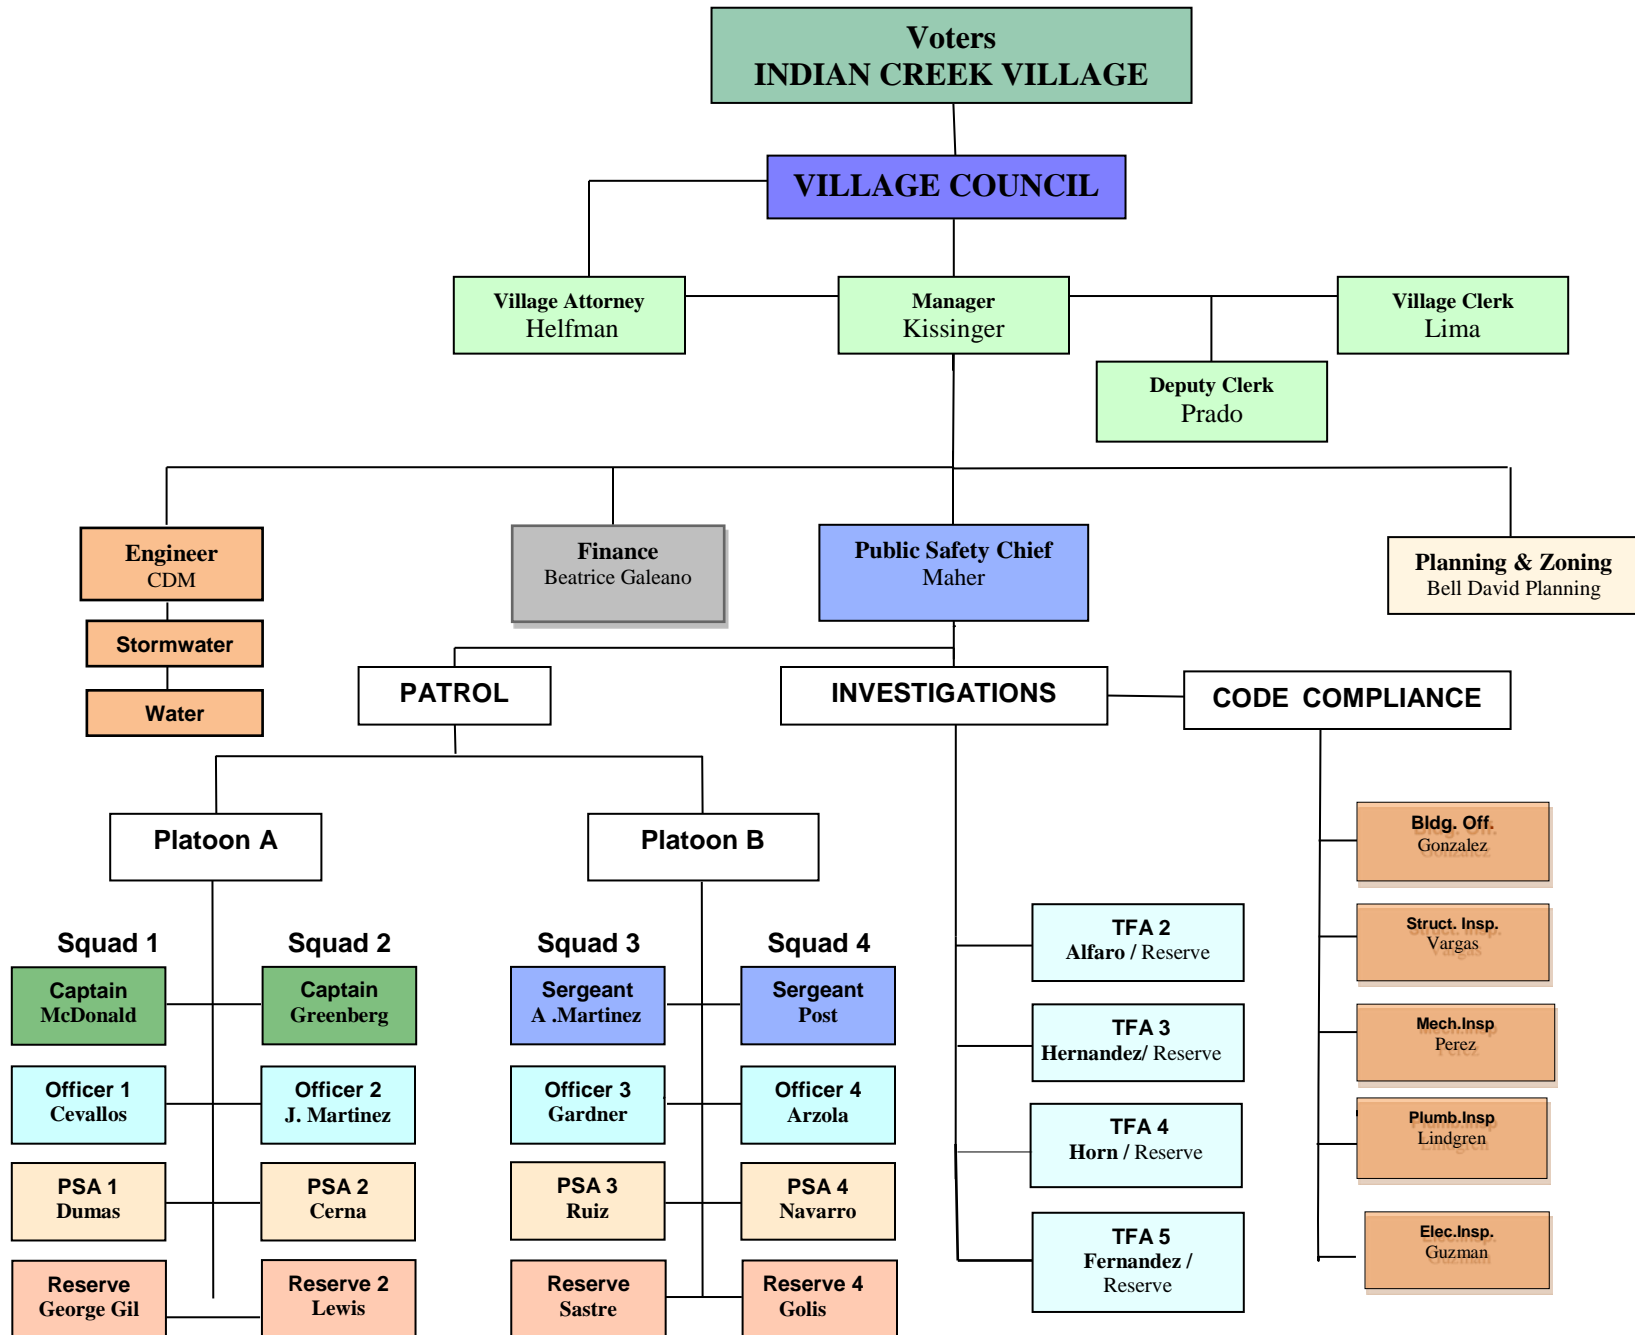 Voters
INDIAN CREEK VILLAGE
VILLAGE COUNCIL
Village Attorney
Helfman
Manager
Kissinger
Village Clerk
Lima
Deputy Clerk
Prado
Engineer
CDM
Finance
Beatrice Galeano
Public Safety Chief
Maher
Planning & Zoning
Bell David Planning
Stormwater
Water
PATROL
INVESTIGATIONS
CODE COMPLIANCE
Platoon A
Platoon B
Squad 1
Captain
McDonald
Officer 1
Cevallos
PSA 1
Dumas
Reserve
George Gil
Squad 2
Captain
Greenberg
Officer 2
J. Martinez
PSA 2
Cerna
Reserve 2
Lewis
Squad 3
Sergeant
A .Martinez
Officer 3
Gardner
PSA 3
Ruiz
Reserve
Sastre
Squad 4
Sergeant
Post
Officer 4
Arzola
PSA 4
Navarro
Reserve 4
Golis
TFA 2
Alfaro / Reserve
TFA 3
Hernandez/ Reserve
TFA 4
Horn / Reserve
TFA 5
Fernandez /
Reserve
Bldg. Off.
Gonzalez
Struct. Insp.
Vargas
Mech.Insp
Perez
Plumb.Insp
Lindgren
Elec.Insp.
Guzman